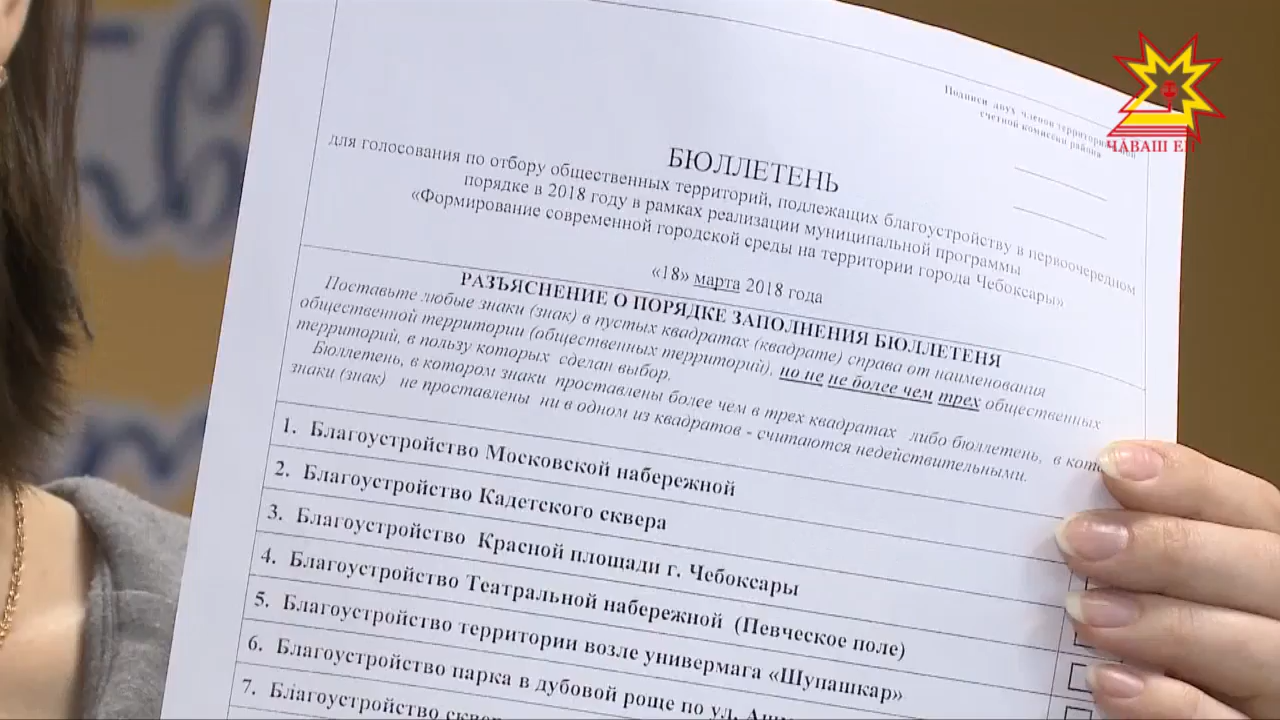 ЧӐВАШ ЕН
Подписи двух членов
счетной комиссии района
БЮЛЛЕТЕНЬ
для голосования по отбору общественных территорий, подлежащих благоустройству в первоочередном
порядке в 2018 году в рамках реализации муниципальной программы
«Формирование современной городской среды на территории города Чебоксары»
«18» марта 2018 года
РАЗЪЯСНЕНИЕ О ПОРЯДКЕ ЗАПОЛНЕНИЯ БЮЛЛЕТЕНЯ
Поставьте любые знаки (знак) в пустых квадратах (квадрате) справа от наименования
общественной территории (общественных территорий), но не не более чем трех общественных
территорий, в пользу которых сделан выбор.
Бюллетень, в котором знаки проставлены более чем в трех квадратах либо бюллетень, в кот
знаки (знак) не проставлены ни в одном из квадратов - считаются недействительными.
1. Благоустройство Московской набережной
2. Благоустройство Кадетского сквера
3. Благоустройство Красной площади г. Чебоксары
4. Благоустройство Театральной набережной (Певческое поле)
5. Благоустройство территории возле универмага «Шупашкар»
6. Благоустройство парка в дубовой роще по ул.
7. Благоустройство